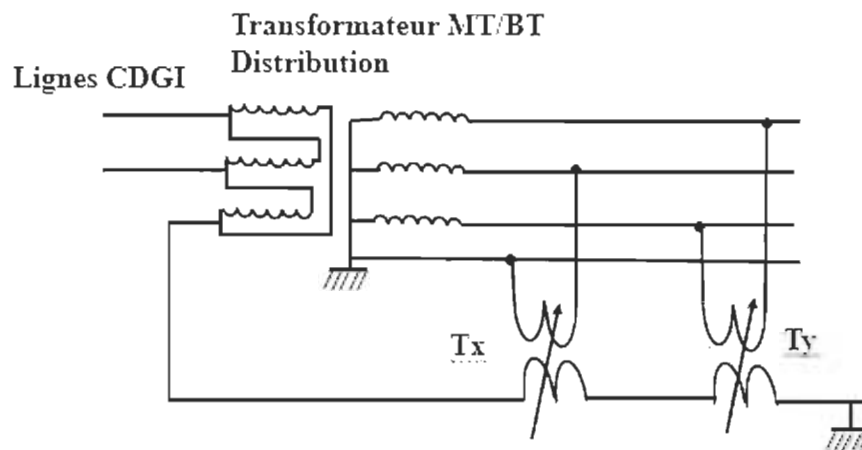 Transformateur MT/BT
Distribution
Lignes CDGI
Tx
Ty